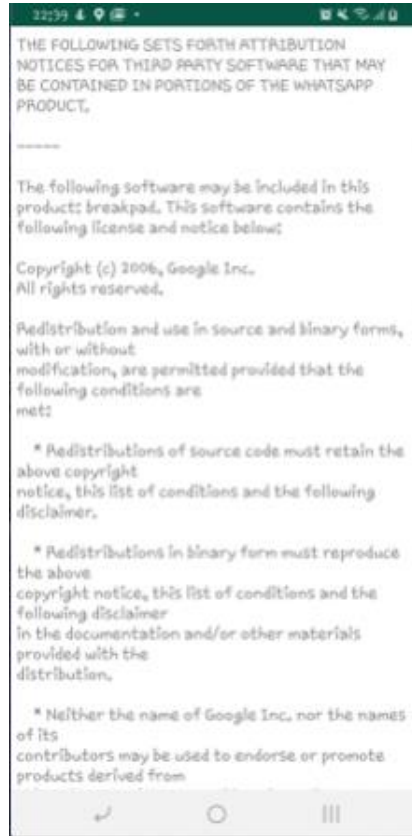 22:39
THE FOLLOWING SETS FORTH ATTRIBUTION
NOTICES FOR THIRD PARTY SOFTWARE THAT MAY
BE CONTAINED IN PORTIONS OF THE WHATSAPP
PRODUCT.
-----
The following software may be included in this
product: breakpad. This software contains the
following license and notice below:
Copyright (c) 2006, Google Inc.
All rights reserved.
Redistribution and use in source and binary forms,
with or without
modification, are permitted provided that the
following conditions are
met:
* Redistributions of source code must retain the
above copyright
notice, this list of conditions and the following
disclaimer.
* Redistributions in binary form must reproduce
the above
copyright notice, this list of conditions and the
following disclaimer
in the documentation and/or other materials
provided with the
distribution.
* Neither the name of Google Inc. nor the names
of its
contributors may be used to endorse or promote
products derived from